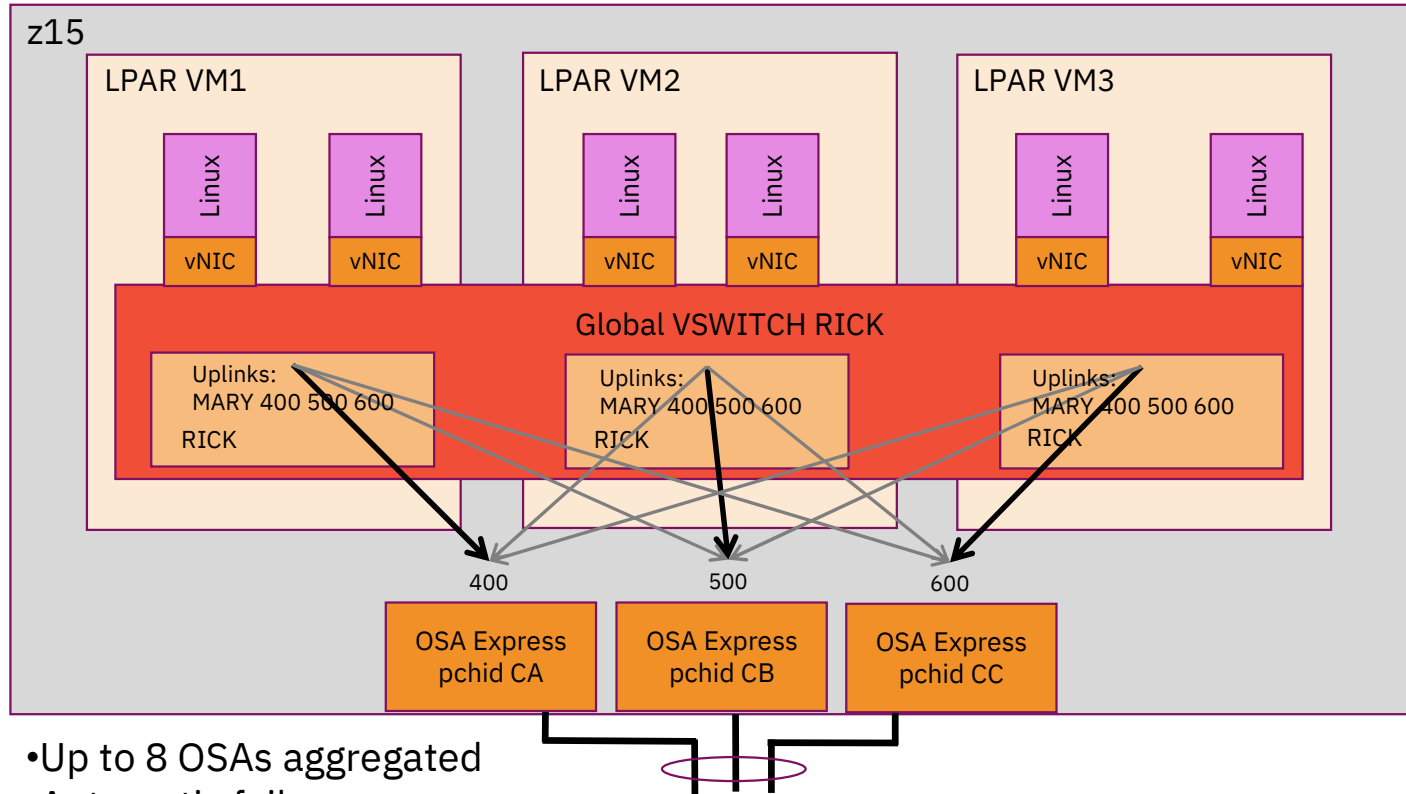 z15
LPAR VM1
LPAR VM2
LPAR VM3
Linux
Linux
Linux
Linux
Linux
Linux
vNIC
vNIC
vNIC
vNIC
vNIC
vNIC
Global VSWITCH RICK
Uplinks:
MARY 400 500 600
RICK
Uplinks:
MARY 400 500 600
RICK
Uplinks:
MARY 400 500 600
RICK
400
500
600
OSA Express
pchid CA
OSA Express
pchid CB
OSA Express
pchid CC
•Up to 8 OSAs aggregated